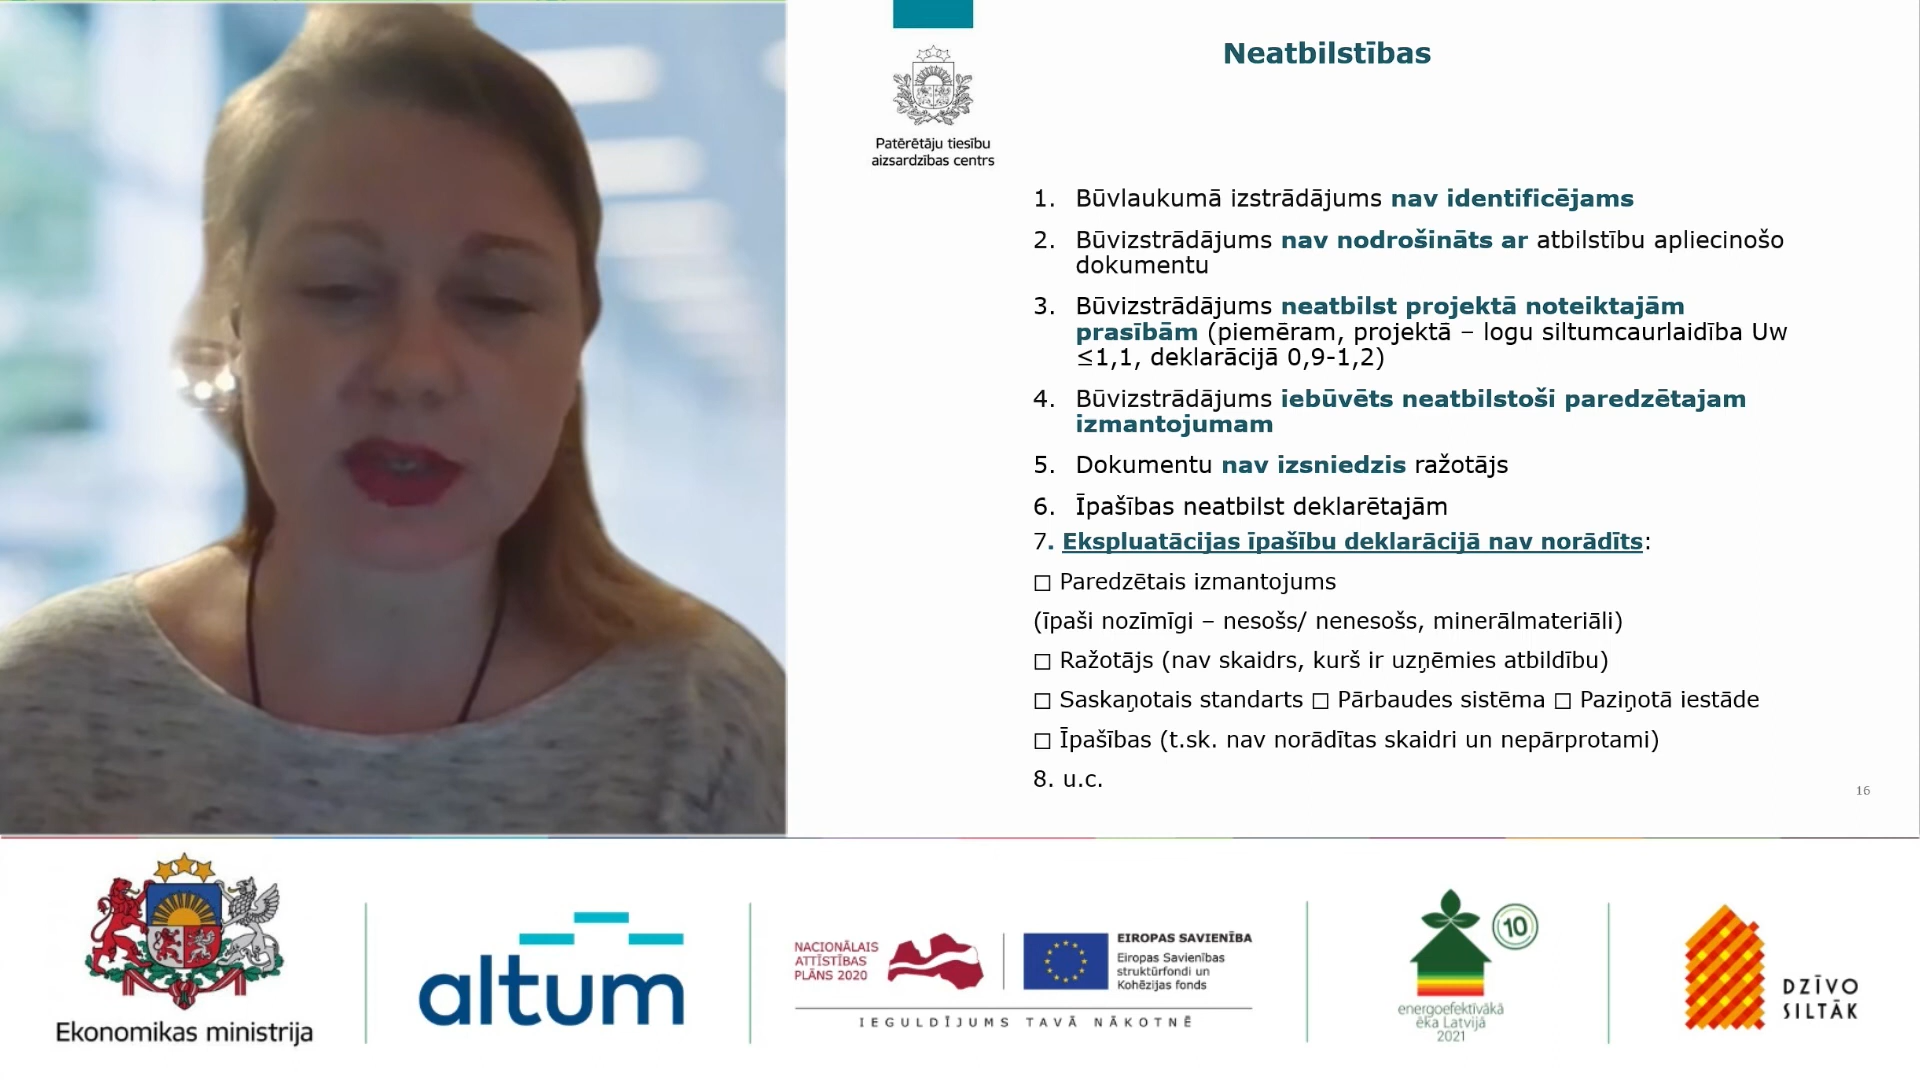 Neatbilstības
Patērētāju tiesību
aizsardzības centrs
1. Būvlaukumā izstrādājums nav identificējams
2. Būvizstrādājums nav nodrošināts ar atbilstību apliecinošo
dokumentu
3. Būvizstrādājums neatbilst projektā noteiktajām
prasībām (piemēram, projektā – logu siltumcaurlaidība Uw
≤1,1, deklarācijā 0,9-1,2)
4. Būvizstrādājums iebūvēts neatbilstoši paredzētajam
izmantojumam
5. Dokumentu nav izsniedzis ražotājs
6. Īpašības neatbilst deklarētajām
7. Ekspluatācijas īpašību deklarācijā nav norādīts:
□ Paredzētais izmantojums
(īpaši nozīmīgi – nesošs/ nenesošs, minerālmateriāli)
□ Ražotājs (nav skaidrs, kurš ir uzņēmies atbildību)
□ Saskaņotais standarts □ Pārbaudes sistēma □ Paziņotā iestāde
□ Īpašības (t.sk. nav norādītas skaidri un nepārprotami)
8. u.c.
16
Ekonomikas ministrija
altum
NACIONĀLAIS
ATTĪSTĪBAS
PLĀNS 2020
EIROPAS SAVIENĪBA
Eiropas Savienības
struktūrfondi un
Kohēzijas fonds
IEGULDĪJUMS TAVĀ NĀKOTNĒ
10
energoefektīvākā
ēka Latvijā
2021
DZĪVO
SILTĀK